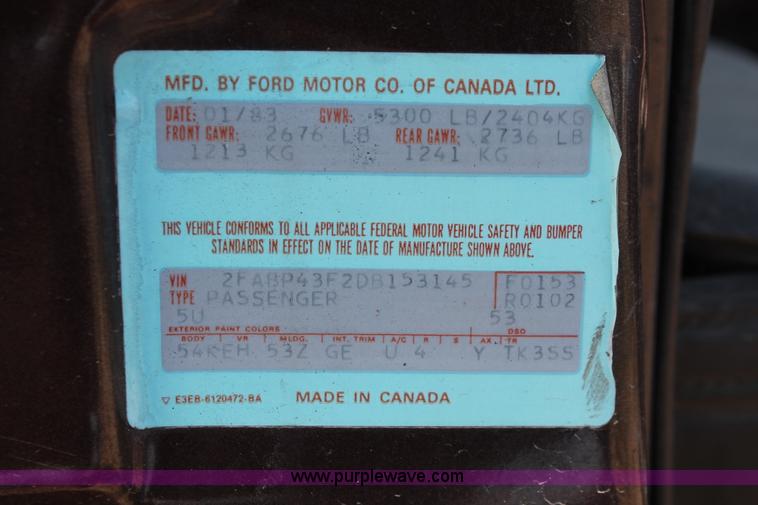 MFD. BY FORD MOTOR CO. OF CANADA LTD.
DATE: 01/83 GVWR: 5300 LB/2404KG
FRONT GAWR: 2676 LB REAR GAWR: 2736 LB
1213 KG 1241 KG
THIS VEHICLE CONFORMS TO ALL APPLICABLE FEDERAL MOTOR VEHICLE SAFETY AND BUMPER
STANDARDS IN EFFECT ON THE DATE OF MANUFACTURE SHOWN ABOVE.
VIN 2FABP43F2DB153145 F0153
TYPE PASSENGER R0102
5U 53
EXTERIOR PAINT COLORS DSO
BODY VR MLDG. INT. TRIM A/C R S AX. TR
54KEH 53Z GE U 4 Y TK35S
▽ E3EB-6120472-BA MADE IN CANADA
www.purplewave.com